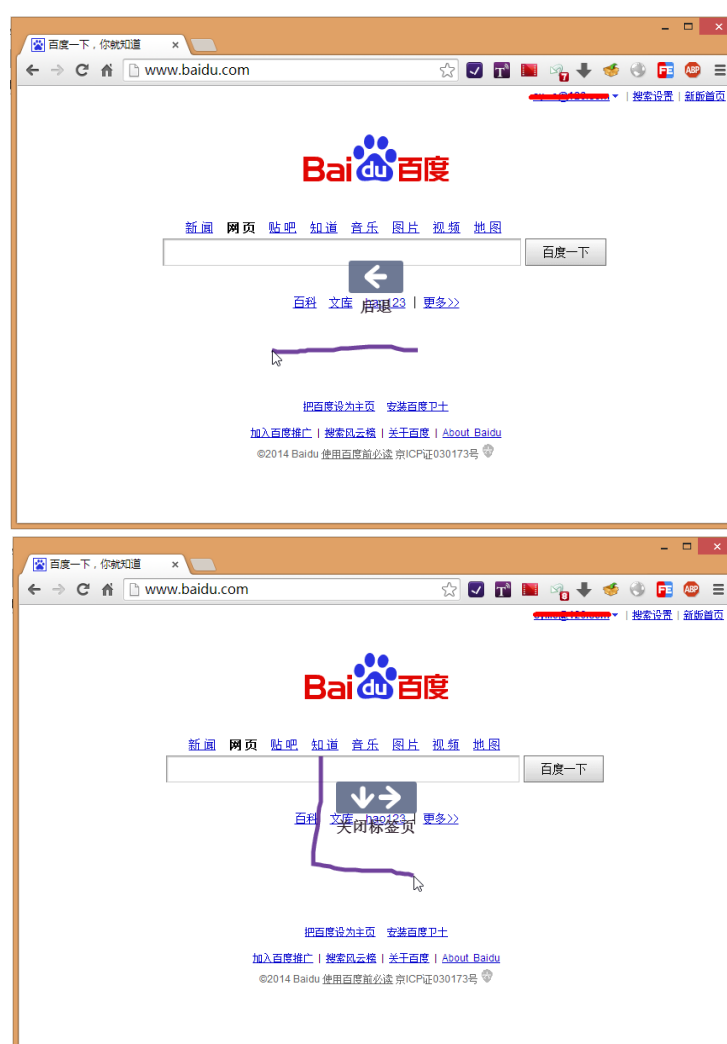 百度一下，你就知道
www.baidu.com
7
FE
ABP
搜索设置 | 新版首页
Bai du 百度
新闻 网页 贴吧 知道 音乐 图片 视频 地图
百度一下
百科 文库 hao123 | 更多>>
后退
把百度设为主页 安装百度卫士
加入百度推广 | 搜索风云榜 | 关于百度 | About Baidu
©2014 Baidu 使用百度前必读 京ICP证030173号
百度一下，你就知道
www.baidu.com
8
FE
ABP
搜索设置 | 新版首页
Bai du 百度
新闻 网页 贴吧 知道 音乐 图片 视频 地图
百度一下
百科 文库 hao123 | 更多>>
关闭标签页
把百度设为主页 安装百度卫士
加入百度推广 | 搜索风云榜 | 关于百度 | About Baidu
©2014 Baidu 使用百度前必读 京ICP证030173号